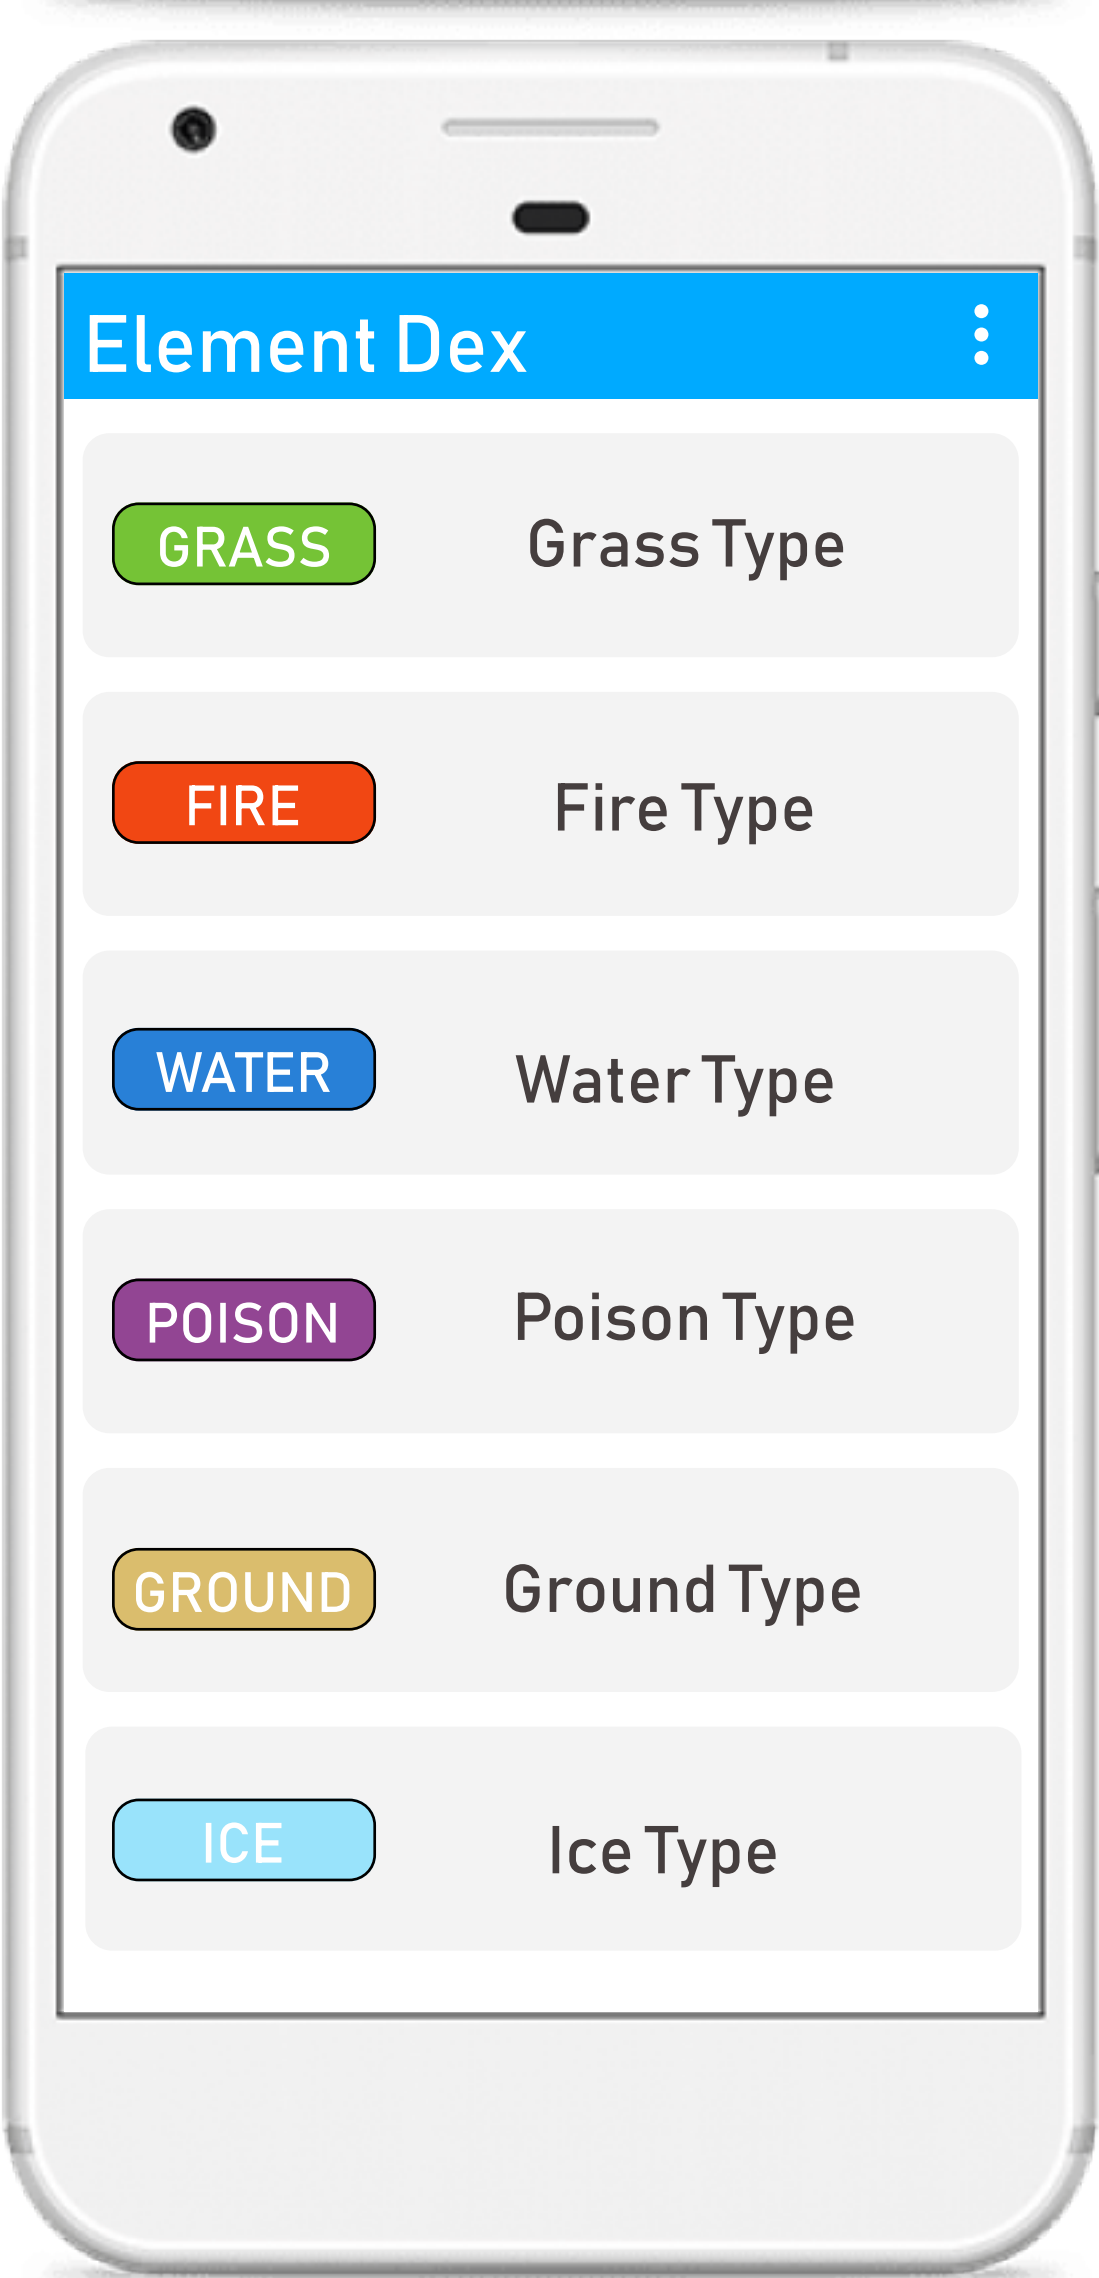 Element Dex
GRASS Grass Type
FIRE Fire Type
WATER Water Type
POISON Poison Type
GROUND Ground Type
ICE Ice Type